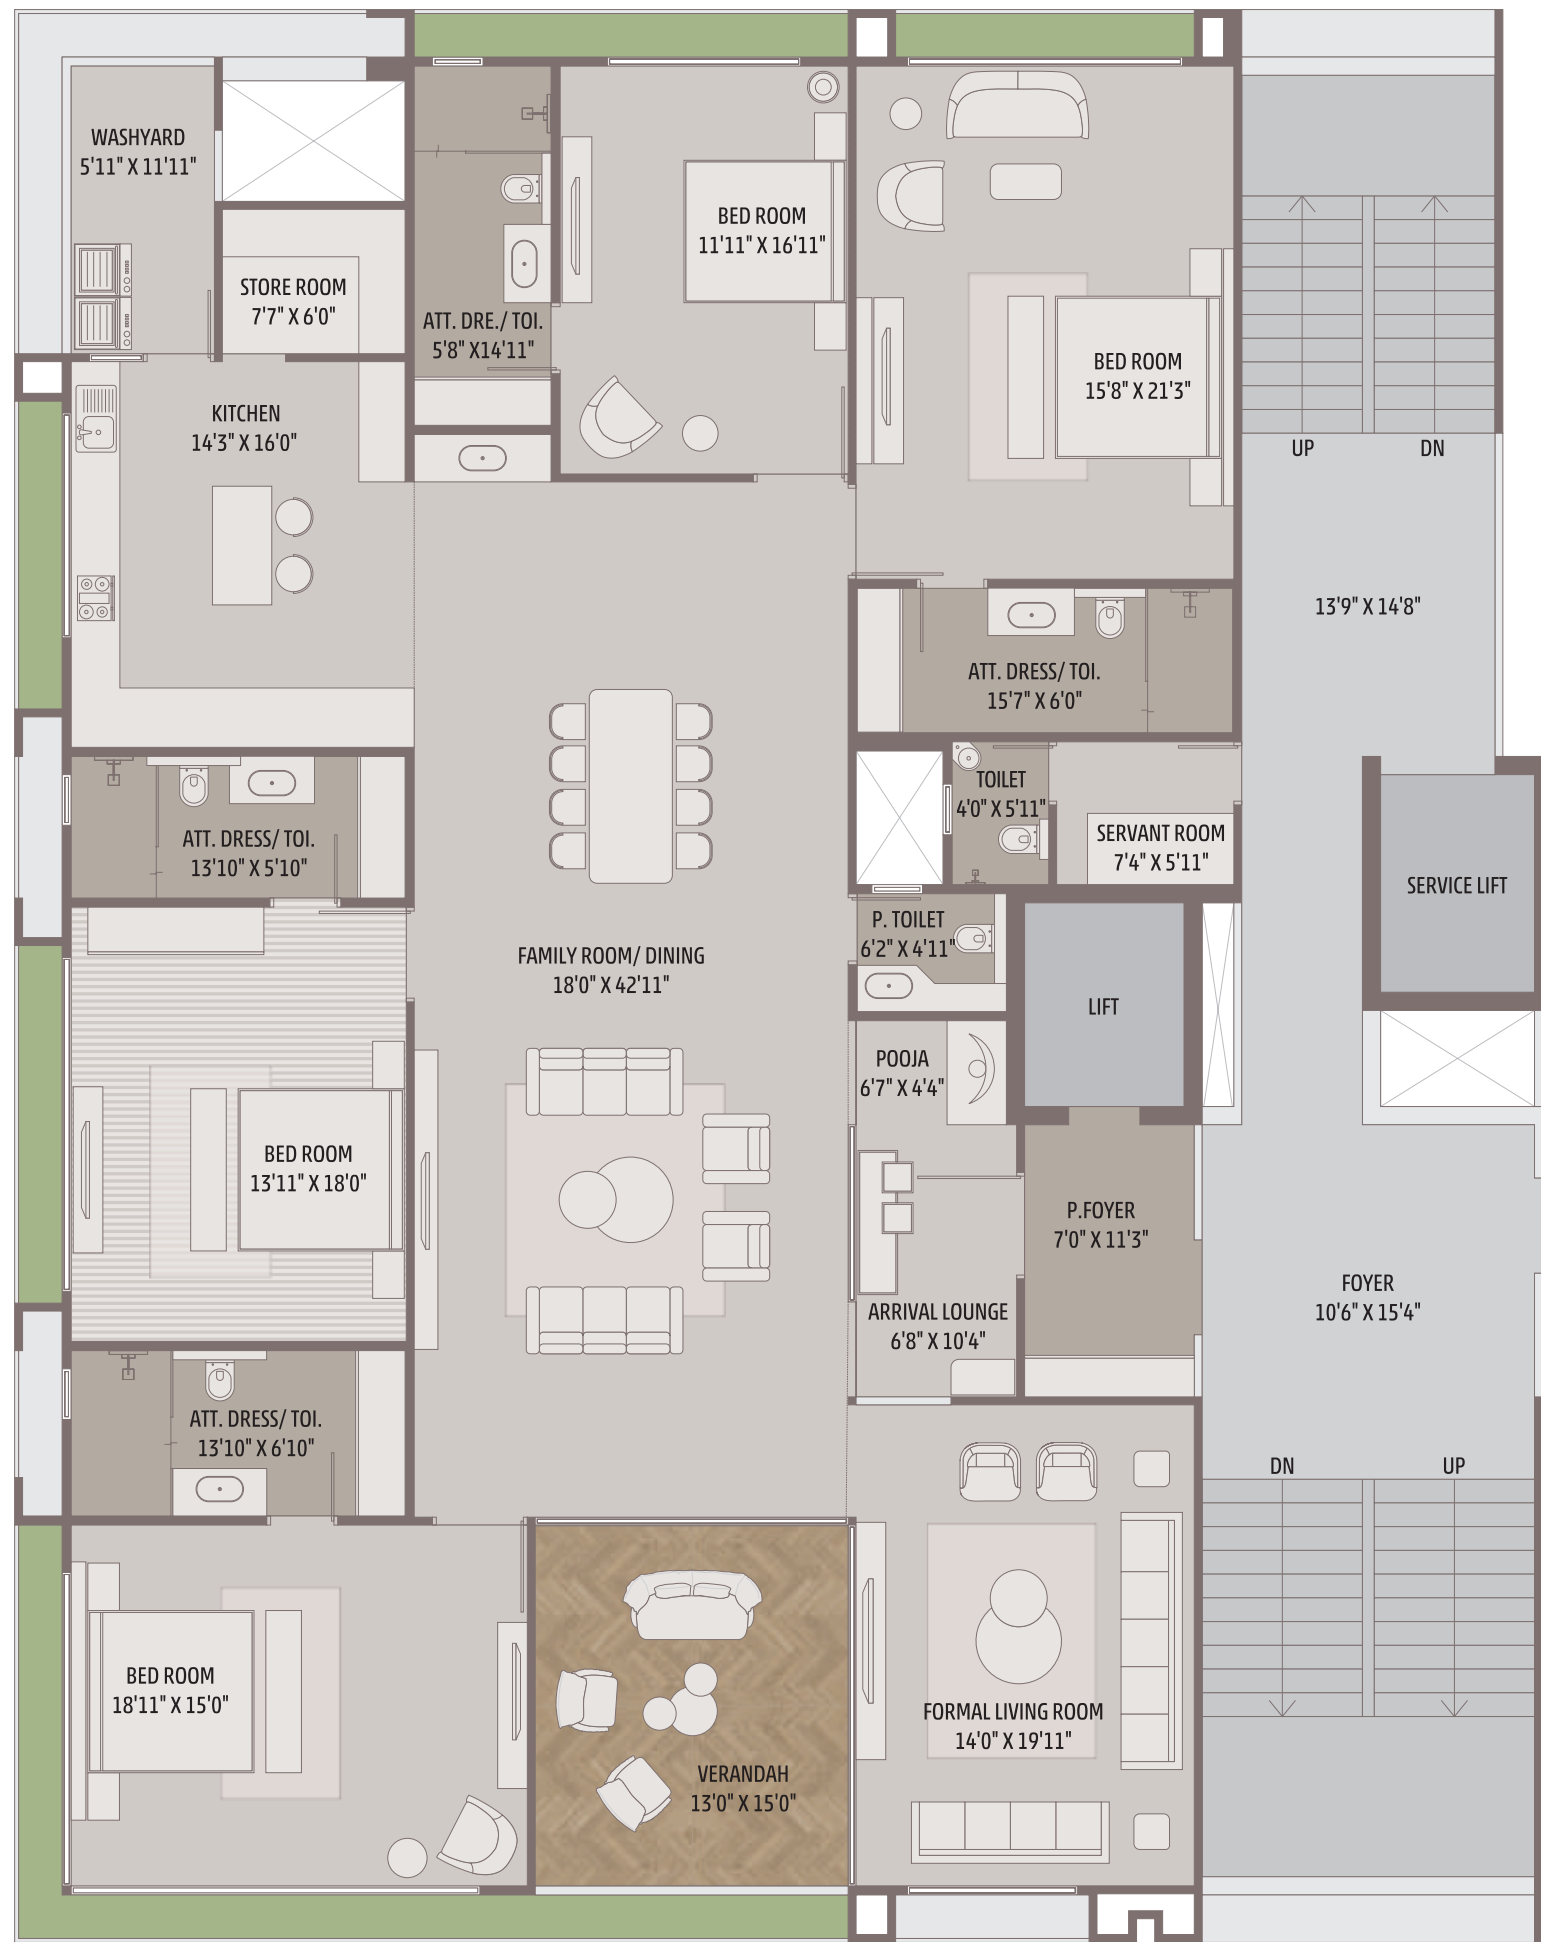 WASHYARD
5'11" X 11'11"
STORE ROOM
7'7" X 6'0"
ATT. DRE./ TOI.
5'8" X14'11"
BED ROOM
11'11" X 16'11"
BED ROOM
15'8" X 21'3"
UP
DN
KITCHEN
14'3" X 16'0"
13'9" X 14'8"
ATT. DRESS/ TOI.
15'7" X 6'0"
TOILET
4'0" X 5'11"
SERVANT ROOM
7'4" X 5'11"
SERVICE LIFT
ATT. DRESS/ TOI.
13'10" X 5'10"
FAMILY ROOM/ DINING
18'0" X 42'11"
P. TOILET
6'2" X 4'11"
LIFT
POOJA
6'7" X 4'4"
BED ROOM
13'11" X 18'0"
P.FOYER
7'0" X 11'3"
ARRIVAL LOUNGE
6'8" X 10'4"
FOYER
10'6" X 15'4"
ATT. DRESS/ TOI.
13'10" X 6'10"
DN
UP
BED ROOM
18'11" X 15'0"
VERANDAH
13'0" X 15'0"
FORMAL LIVING ROOM
14'0" X 19'11"